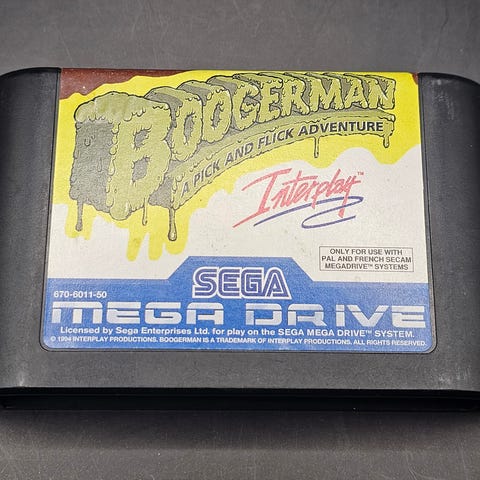 BOOGERMAN
A PICK AND FLICK ADVENTURE
Interplay™
ONLY FOR USE WITH
PAL AND FRENCH SECAM
MEGADRIVE™ SYSTEMS
SEGA
670-6011-50
MEGA DRIVE
Licensed by Sega Enterprises Ltd. for play on the SEGA MEGA DRIVE™ SYSTEM.
© 1994 INTERPLAY PRODUCTIONS. BOOGERMAN IS A TRADEMARK OF INTERPLAY PRODUCTIONS. ALL RIGHTS RESERVED.